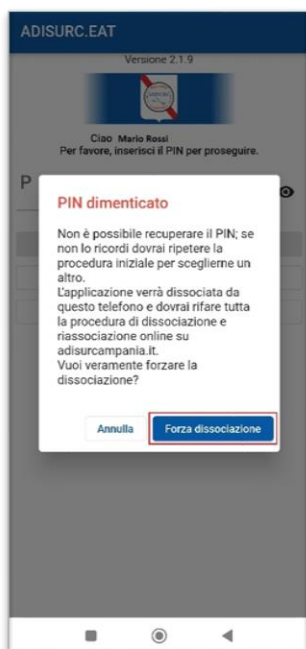 ADISURC.EAT
Versione 2.1.9
Ciao Mario Rossi
Per favore, inserisci il PIN per proseguire.
P
PIN dimenticato
Non è possibile recuperare il PIN; se
non lo ricordi dovrai ripetere la
procedura iniziale per sceglierne un
altro.
L'applicazione verrà dissociata da
questo telefono e dovrai rifare tutta
la procedura di dissociazione e
riassociazione online su
adisurcampania.it.
Vuoi veramente forzare la
dissociazione?
Annulla
Forza dissociazione